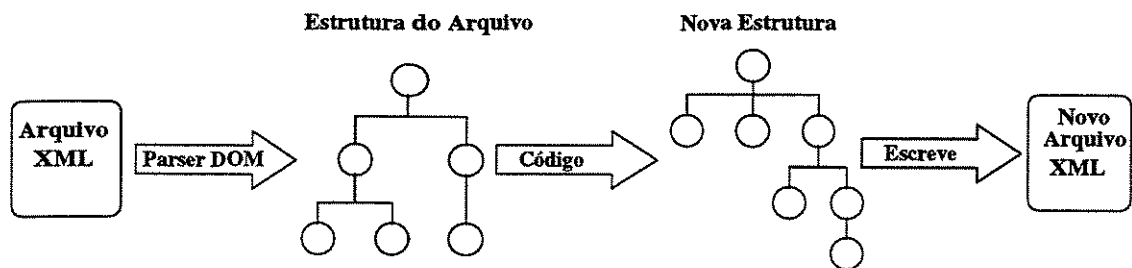 Estrutura do Arquivo
Nova Estrutura
Arquivo
XML
Parser DOM
Código
Escreve
Novo
Arquivo
XML